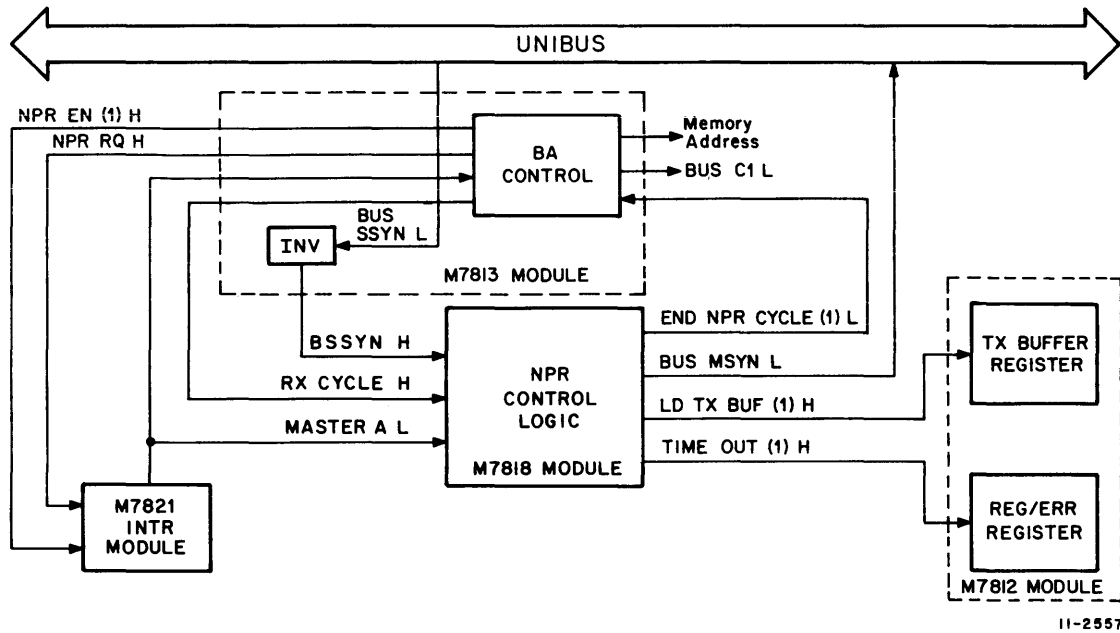 UNIBUS
NPR EN (1) H
NPR RQ H
BA
CONTROL
Memory
Address
BUS C1 L
BUS
SSYN L
INV
M7813 MODULE
BSSYN H
RX CYCLE H
MASTER A L
NPR
CONTROL
LOGIC
M7818 MODULE
END NPR CYCLE (1) L
BUS MSYN L
LD TX BUF (1) H
TIME OUT (1) H
TX BUFFER
REGISTER
REG/ERR
REGISTER
M7812 MODULE
M7821
INTR
MODULE
11-2557